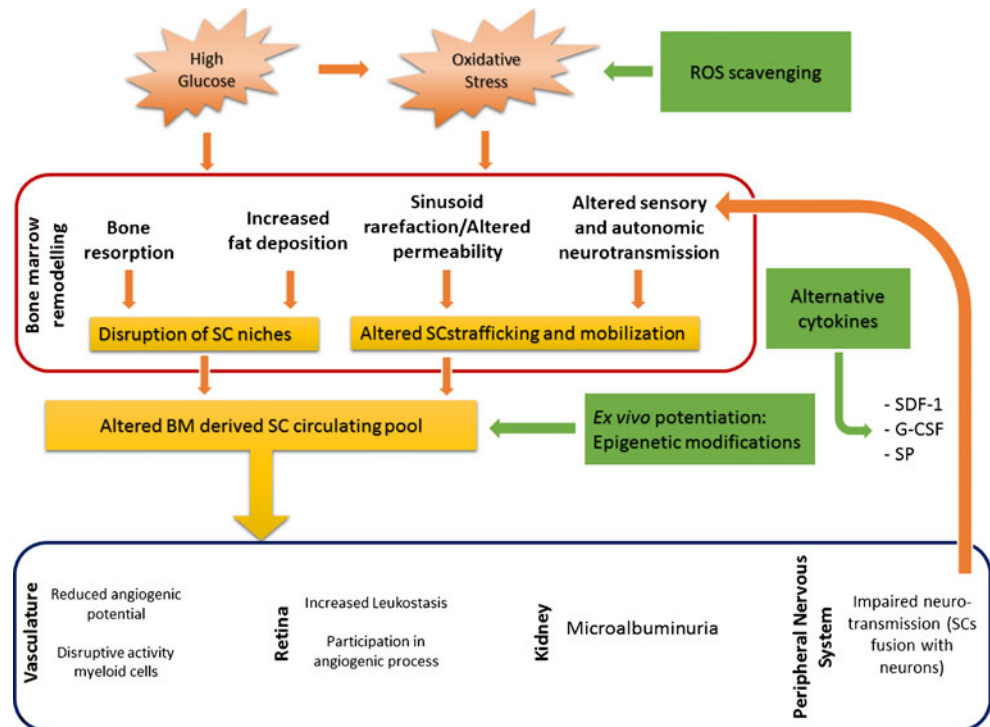 High
Glucose
Oxidative
Stress
ROS scavenging
Bone marrow
remodelling
Bone
resorption
Increased
fat deposition
Sinusoid
rarefaction/Altered
permeability
Altered sensory
and autonomic
neurotransmission
Disruption of SC niches
Altered SCstrafficking and mobilization
Alternative
cytokines
- SDF-1
- G-CSF
- SP
Altered BM derived SC circulating pool
Ex vivo potentiation:
Epigenetic modifications
Vasculature
Reduced angiogenic
potential
Disruptive activity
myeloid cells
Retina
Increased Leukostasis
Participation in
angiogenic process
Kidney
Microalbuminuria
Peripheral Nervous
System
Impaired neuro-
transmission (SCs
fusion with
neurons)